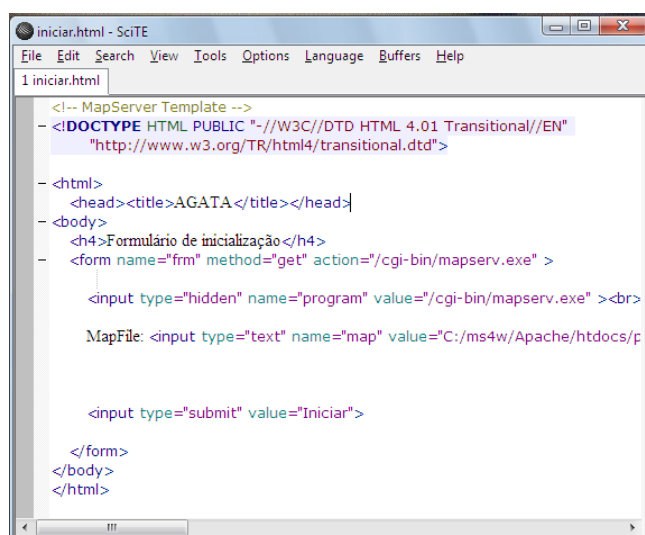 iniciar.html - SciTE
File Edit Search View Tools Options Language Buffers Help
1 iniciar.html
<!-- MapServer Template -->
<!DOCTYPE HTML PUBLIC "-//W3C//DTD HTML 4.01 Transitional//EN"
"http://www.w3.org/TR/html4/transitional.dtd">
<html>
<head><title>AGATA</title></head>
<body>
<h4>Formulário de inicialização</h4>
<form name="frm" method="get" action="/cgi-bin/mapserv.exe" >
<input type="hidden" name="program" value="/cgi-bin/mapserv.exe" ><br>
MapFile: <input type="text" name="map" value="C:/ms4w/Apache/htdocs/p
<input type="submit" value="Iniciar">
</form>
</body>
</html>